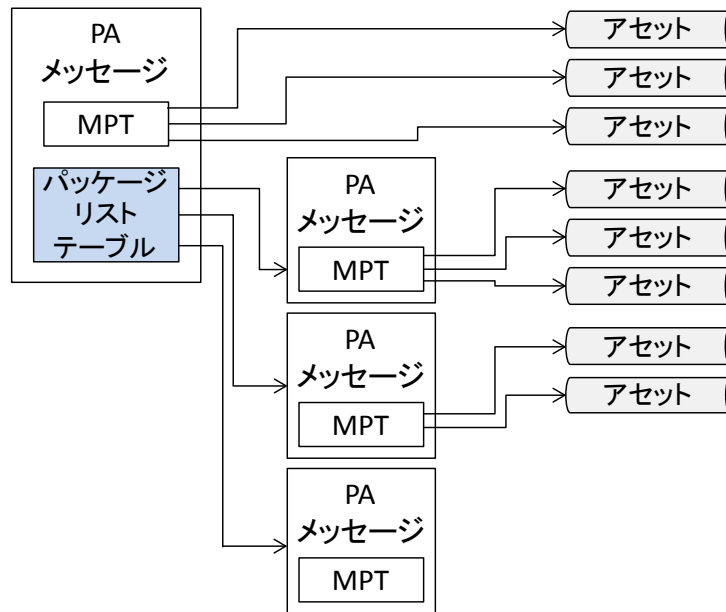 PA
メッセージ
MPT
パッケージ
リスト
テーブル
アセット
アセット
アセット
PA
メッセージ
MPT
アセット
アセット
アセット
PA
メッセージ
MPT
アセット
アセット
PA
メッセージ
MPT